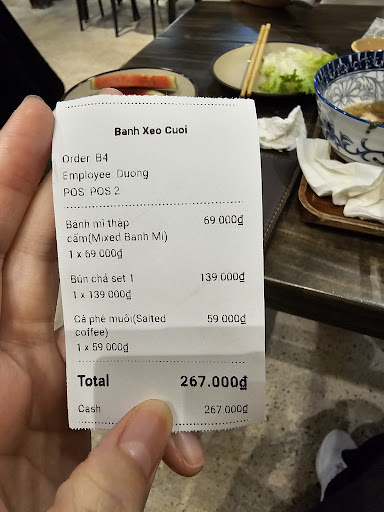 Banh Xeo Cuoi
Order: B4
Employee: Duong
POS: POS 2
Bánh mì thập 69.000₫
cẩm(Mixed Banh Mi)
1 x 69.000₫
Bún chả set 1 139.000₫
1 x 139.000₫
Cà phê muối(Salted 59.000₫
coffee)
1 x 59.000₫
Total 267.000₫
Cash 267.000₫